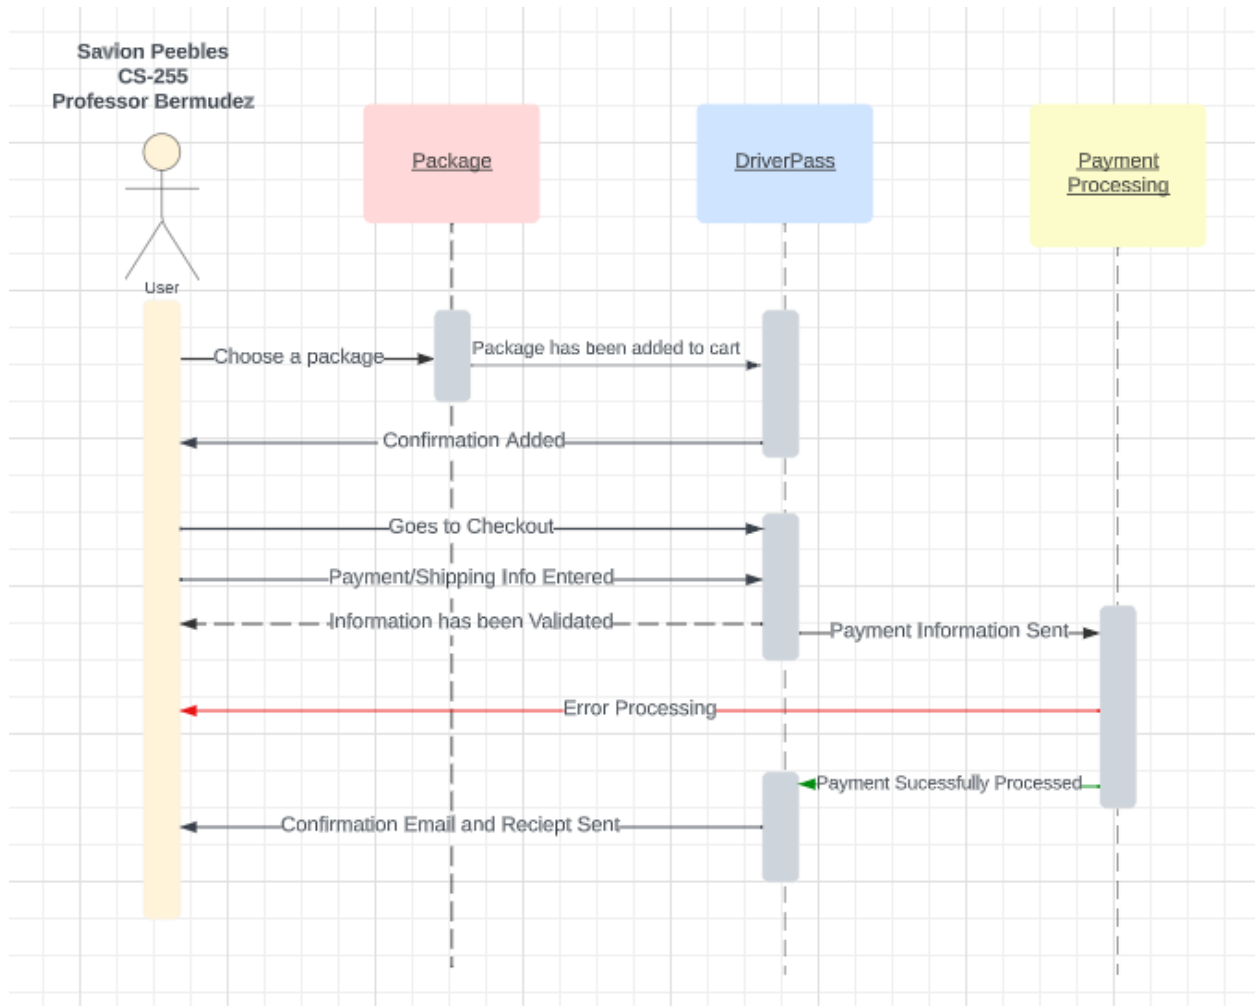 Savion Peebles
CS-255
Professor Bermudez
Package
DriverPass
Payment
Processing
User
Choose a package
Package has been added to cart
Confirmation Added
Goes to Checkout
Payment/Shipping Info Entered
Information has been Validated
Payment Information Sent
Error Processing
Payment Sucessfully Processed
Confirmation Email and Reciept Sent